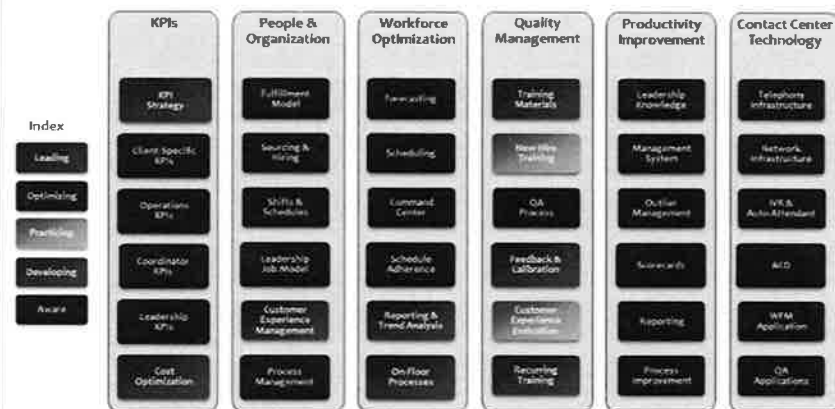 KPIs
People &
Organization
Workforce
Optimization
Quality
Management
Productivity
Improvement
Contact Center
Technology
Index
Leading
Optimizing
Practicing
Developing
Aware
KPI
Strategy
Client Specific
KPIs
Operations
KPIs
Coordinator
KPIs
Leadership
KPIs
Cost
Optimization
Fulfillment
Model
Sourcing &
Hiring
Shifts &
Schedules
Leadership
Job Model
Customer
Experience
Management
Process
Management
Forecasting
Scheduling
Command
Center
Schedule
Adherence
Reporting &
Trend Analysis
On-Floor
Processes
Training
Materials
New Hire
Training
QA
Process
Feedback &
Calibration
Customer
Experience
Evaluation
Recurring
Training
Leadership
Knowledge
Management
System
Outlier
Management
Scorecards
Reporting
Process
Improvement
Telephony
Infrastructure
Network
Infrastructure
IVR &
Auto Attendant
ACD
WFM
Application
QA
Applications